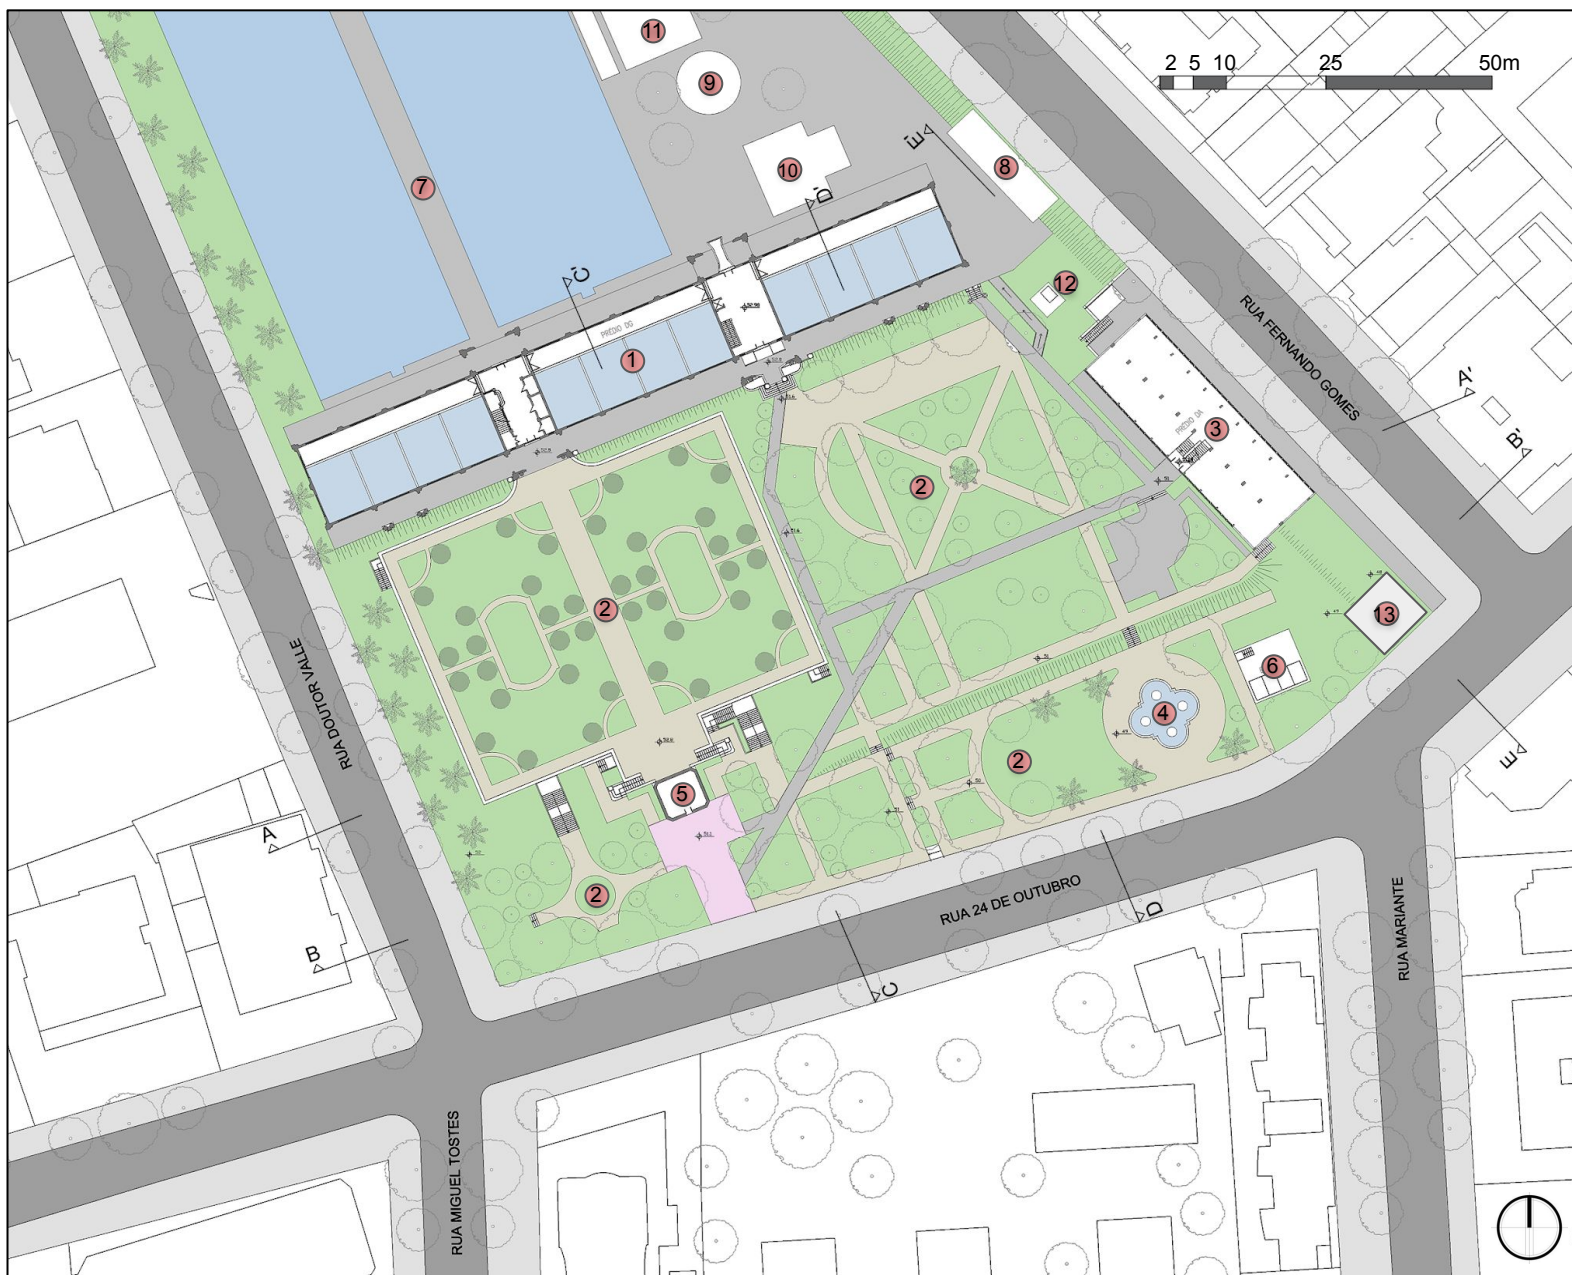 11
2 5 10 25 50m
9
E'
8
10
7
D'
C'
12
PRÉDIO DG
1
RUA FERNANDO GOMES
A'
3
PRÉDIO DA
B'
2
2
13
RUA DOUTOR VALLE
6
4
E
2
5
A
RUA 24 DE OUTUBRO
D
2
B
C
RUA MARIANTE
RUA MIGUEL TOSTES